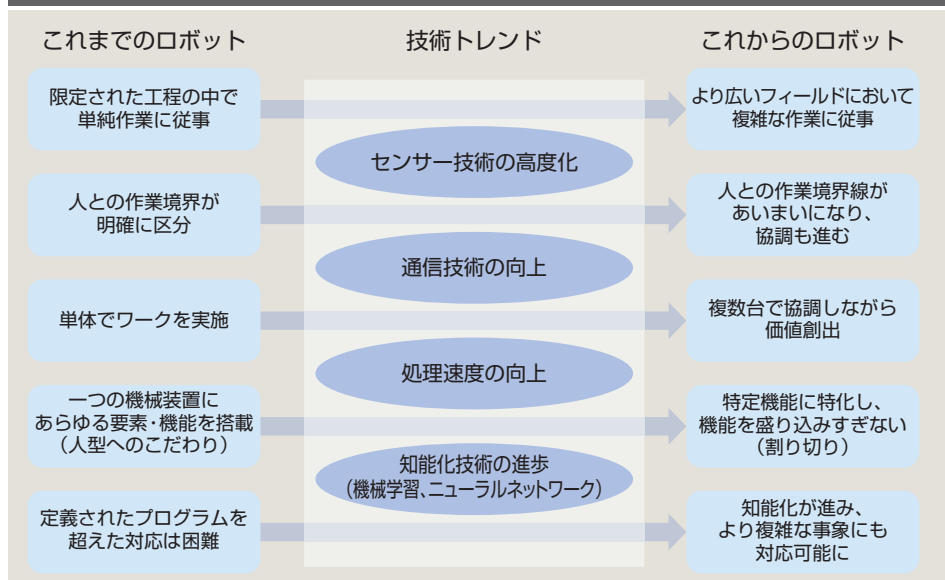 これまでのロボット
技術トレンド
これからのロボット
限定された工程の中で
単純作業に従事
より広いフィールドにおいて
複雑な作業に従事
センサー技術の高度化
人との作業境界が
明確に区分
人との作業境界線が
あいまいになり、
協調も進む
通信技術の向上
単体でワークを実施
複数台で協調しながら
価値創出
処理速度の向上
一つの機械装置に
あらゆる要素・機能を搭載
（人型へのこだわり）
特定機能に特化し、
機能を盛り込みすぎない
（割り切り）
知能化技術の進歩
（機械学習、ニューラルネットワーク）
定義されたプログラムを
超えた対応は困難
知能化が進み、
より複雑な事象にも
対応可能に